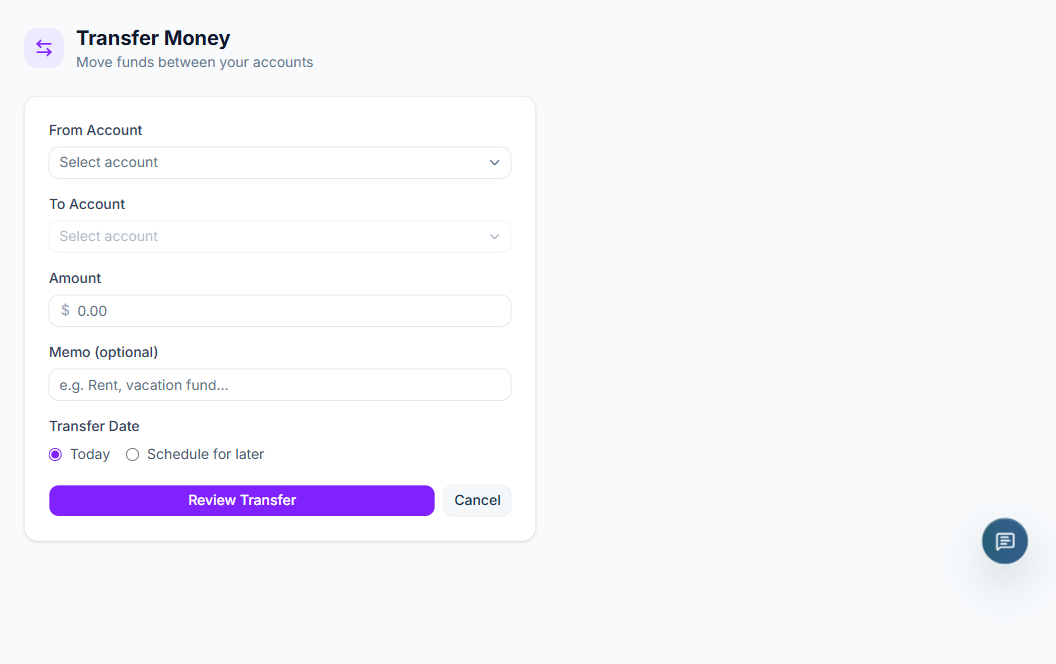 Transfer Money
Move funds between your accounts
From Account
Select account
To Account
Select account
Amount
$ 0.00
Memo (optional)
e.g. Rent, vacation fund...
Transfer Date
Today Schedule for later
Review Transfer Cancel